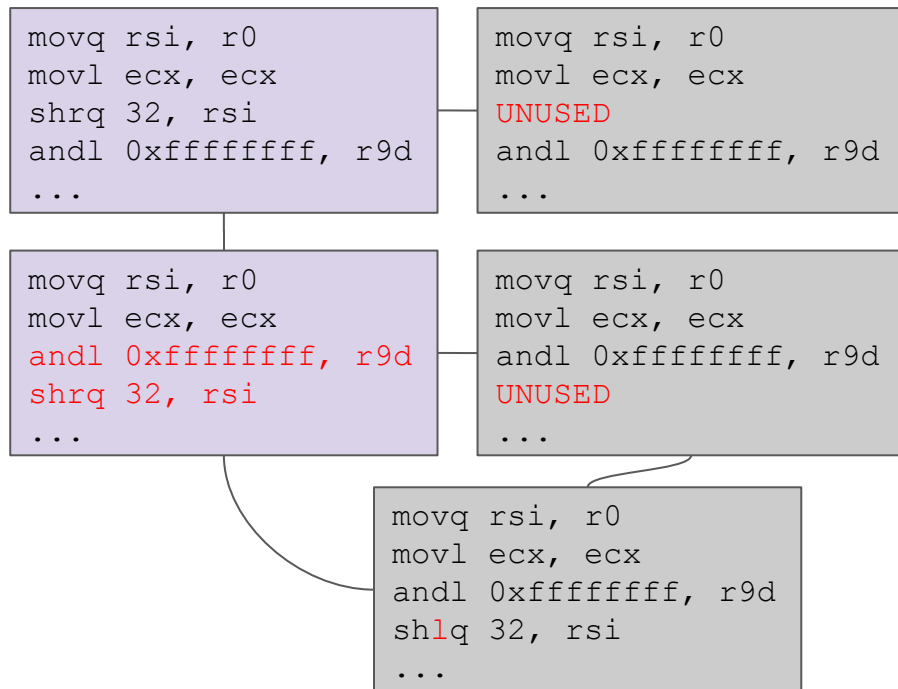 movq rsi, r0
movl ecx, ecx
shrq 32, rsi
andl 0xffffffff, r9d
...
movq rsi, r0
movl ecx, ecx
UNUSED
andl 0xffffffff, r9d
...
movq rsi, r0
movl ecx, ecx
andl 0xffffffff, r9d
shrq 32, rsi
...
movq rsi, r0
movl ecx, ecx
andl 0xffffffff, r9d
UNUSED
...
movq rsi, r0
movl ecx, ecx
andl 0xffffffff, r9d
shlq 32, rsi
...